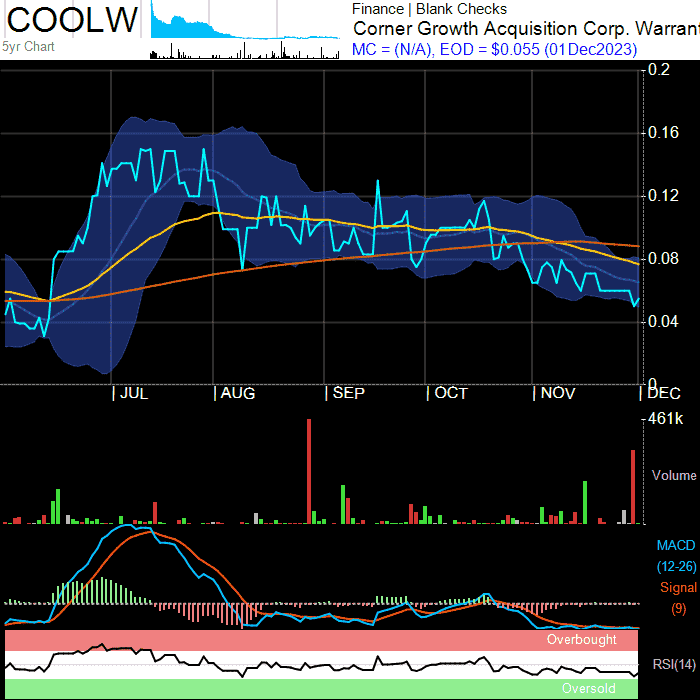 COOLW
5yr Chart
Finance | Blank Checks
Corner Growth Acquisition Corp. Warrant
MC = (N/A), EOD = $0.055 (01Dec2023)
0.2
0.16
0.12
0.08
0.04
0
JUL
AUG
SEP
OCT
NOV
DEC
461k
Volume
MACD
(12-26)
Signal
(9)
Overbought
RSI(14)
Oversold